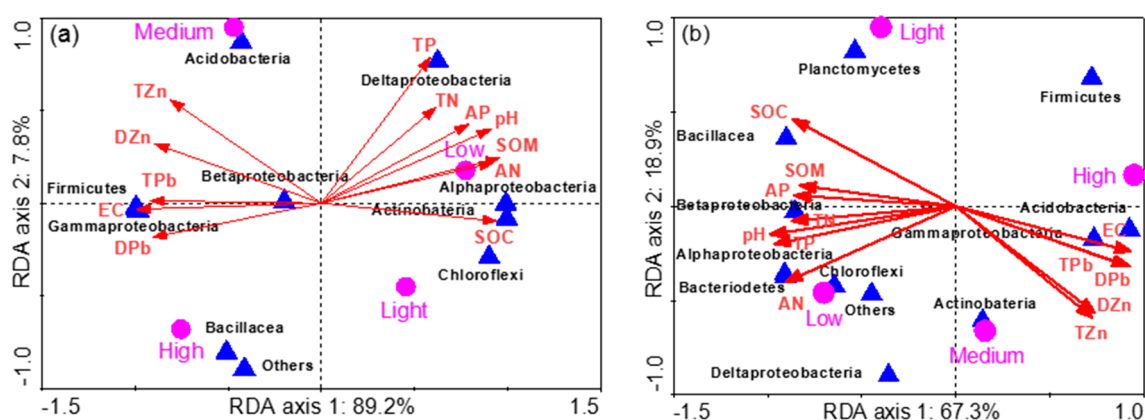 (a)
1.0
RDA axis 2: 7.8%
-1.0
Medium
Acidobacteria
TP
Deltaproteobacteria
TZn
TN
AP
pH
DZn
SOM
Low
AN
TPb
Betaproteobacteria
Alphaproteobacteria
Firmicutes
EC
Gammaproteobacteria
Actinobateria
DPb
SOC
Chloroflexi
Light
Bacillacea
High
Others
-1.5
RDA axis 1: 89.2%
1.5
(b)
1.0
RDA axis 2: 18.9%
-1.0
Light
Planctomycetes
Firmicutes
SOC
Bacillacea
SOM
High
AP
Betaproteobacteria
Acidobacteria
TN
EC
pH
Gammaproteobacteria
TP
Alphaproteobacteria
TPb
DPb
Chloroflexi
Bacteriodetes
AN
Others
Actinobateria
DZn
Low
TZn
Medium
Deltaproteobacteria
-1.5
RDA axis 1: 67.3%
1.0